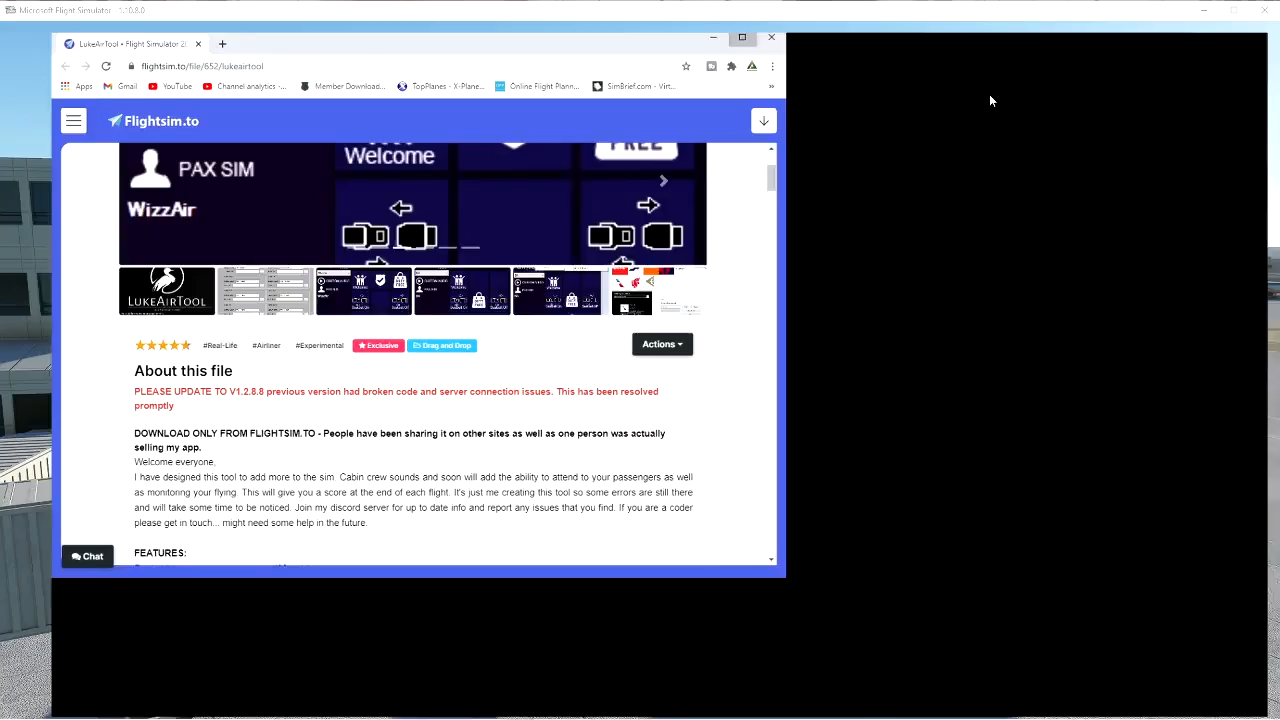 Microsoft Flight Simulator - 1.10.8.0
LukeAirTool • Flight Simulator 2(
flightsim.to/file/652/lukeairtool
Apps Gmail YouTube Channel analytics -... Member Download... TopPlanes - X-Plane... Online Flight Plann... SimBrief.com - Virt... »
Flightsim.to
PAX SIM
WizzAir
Welcome
FREE
LUKEAIRTOOL
#Real-Life #Airliner #Experimental Exclusive Drag and Drop
Actions
About this file
PLEASE UPDATE TO V1.2.8.8 previous version had broken code and server connection issues. This has been resolved
promptly
DOWNLOAD ONLY FROM FLIGHTSIM.TO - People have been sharing it on other sites as well as one person was actually
selling my app.
Welcome everyone,
I have designed this tool to add more to the sim. Cabin crew sounds and soon will add the ability to attend to your passengers as well
as monitoring your flying. This will give you a score at the end of each flight. It's just me creating this tool so some errors are still there
and will take some time to be noticed. Join my discord server for up to date info and report any issues that you find. If you are a coder
please get in touch... might need some help in the future.
FEATURES:
Chat